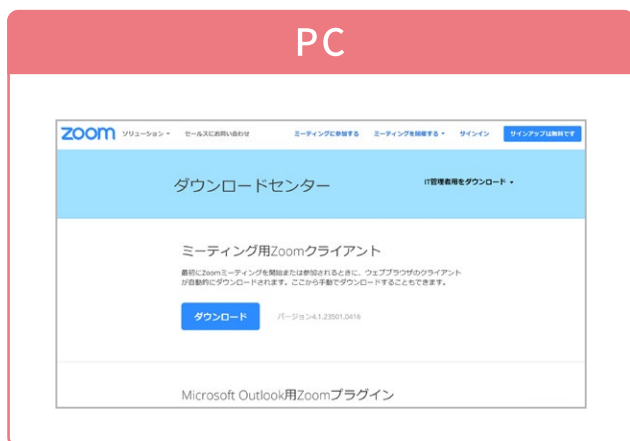 PC
zoom ソリューション セールスにお問い合わせ ミーティングに参加する ミーティングを開催する サインイン サインアップは無料です
ダウンロードセンター IT管理者用をダウンロード
ミーティング用Zoomクライアント
最初にZoomミーティングを開始または参加されるときに、ウェブブラウザのクライアント
が自動的にダウンロードされます。ここから手動でダウンロードすることもできます。
ダウンロード バージョン4.1.23501.0416
Microsoft Outlook用Zoomプラグイン